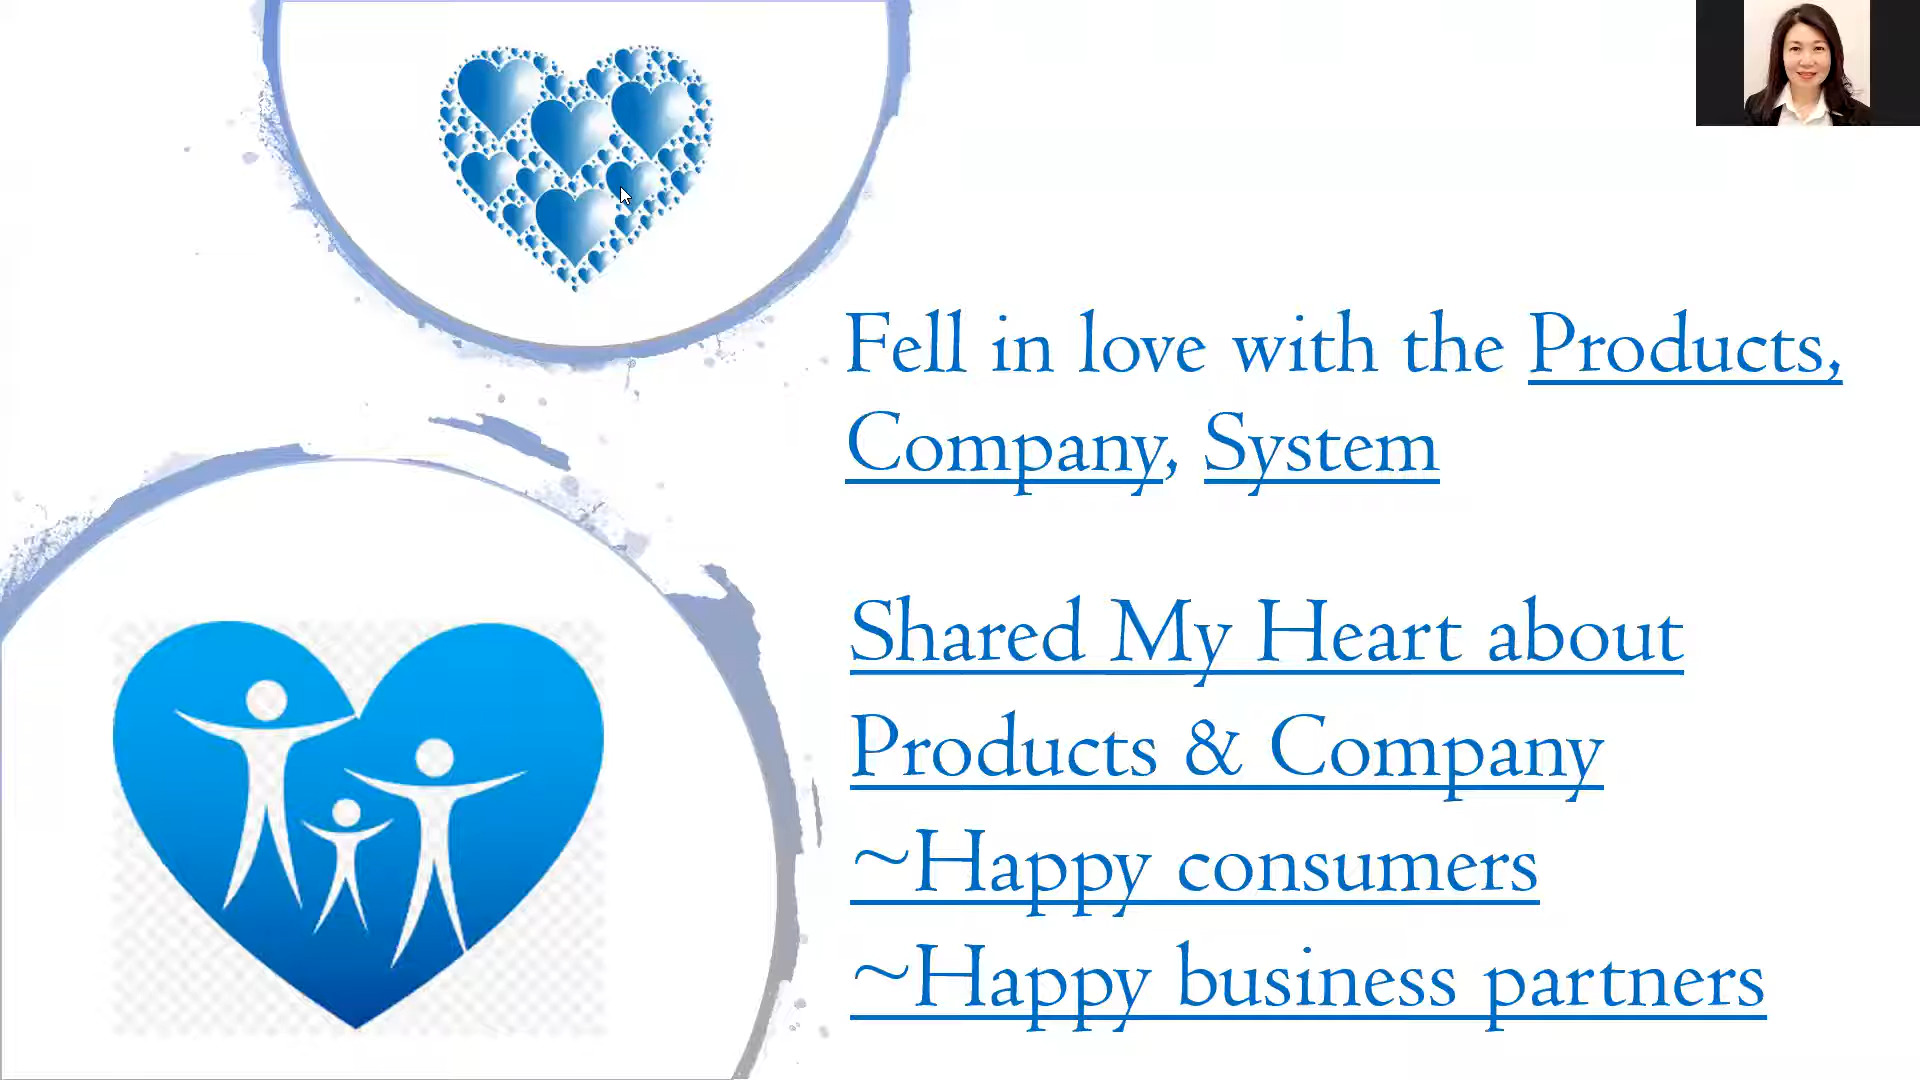 Fell in love with the Products,
Company, System
Shared My Heart about
Products & Company
~Happy consumers
~Happy business partners